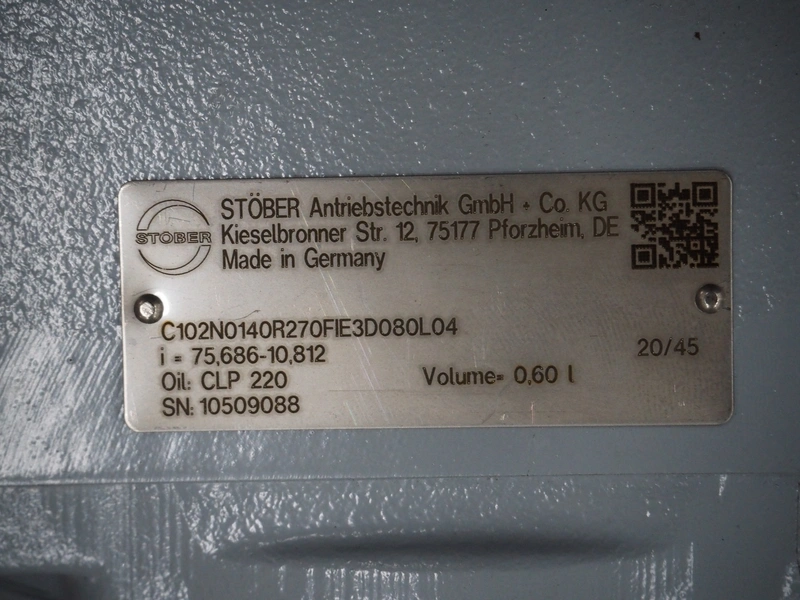 STÖBER
STÖBER Antriebstechnik GmbH + Co. KG
Kieselbronner Str. 12, 75177 Pforzheim, DE
Made in Germany
C102N0140R270FIE3D080L04
i = 75,686-10,812
20/45
Oil: CLP 220 Volume= 0,60 l
SN: 10509088